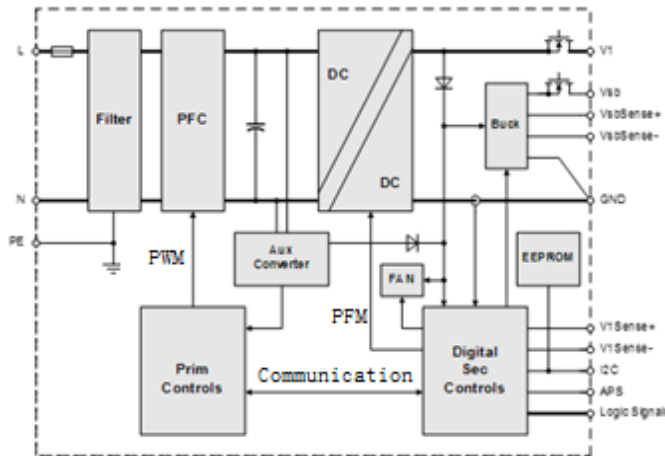 L
V1
DC
Vsb
Filter
PFC
VsbSense+
Buck
VsbSense-
DC
N
GND
PE
Aux
Converter
EEPROM
PWM
FAN
PFM
V1Sense+
V1Sense-
Prim
Controls
Digital
Sec
Controls
Communication
I2C
APS
Logic Signals